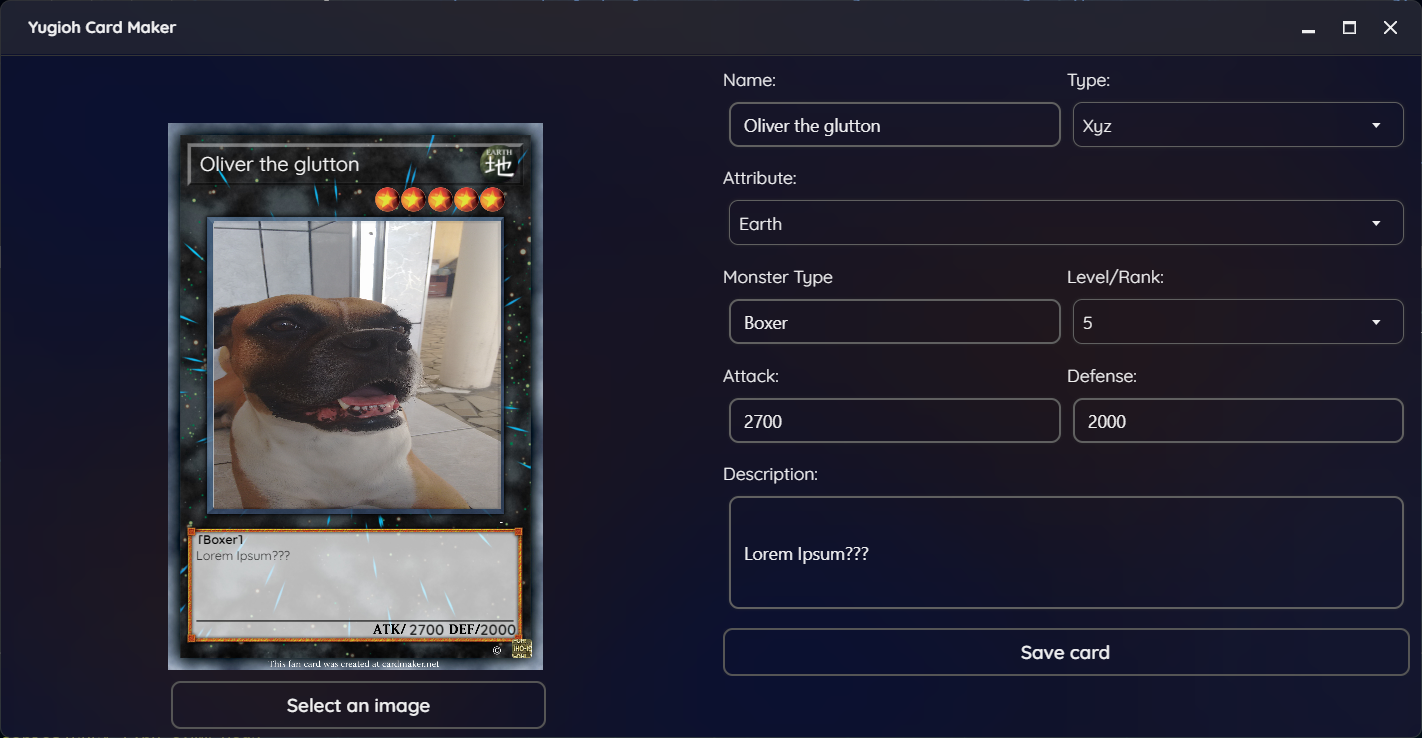 Yugioh Card Maker
Oliver the glutton
EARTH
地
[Boxer]
Lorem Ipsum???
ATK/ 2700 DEF/2000
©
This fan card was created at cardmaker.net
Select an image
Name:
Type:
Oliver the glutton
Xyz
Attribute:
Earth
Monster Type
Level/Rank:
Boxer
5
Attack:
Defense:
2700
2000
Description:
Lorem Ipsum???
Save card